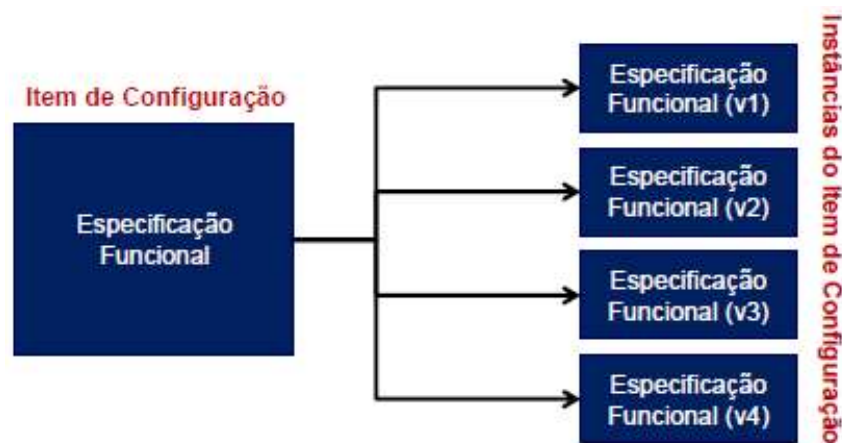 Item de Configuração
Especificação
Funcional
Especificação
Funcional (v1)
Especificação
Funcional (v2)
Especificação
Funcional (v3)
Especificação
Funcional (v4)
Instâncias do Item de Configuração